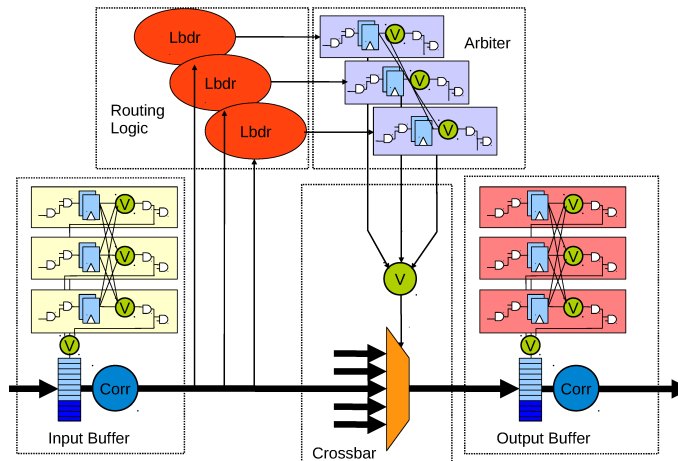 Lbdr
V
Arbiter
Lbdr
V
Routing
Logic
Lbdr
V
V
V
V
V
V
V
V
V
V
V
Corr
Corr
Input Buffer
Crossbar
Output Buffer